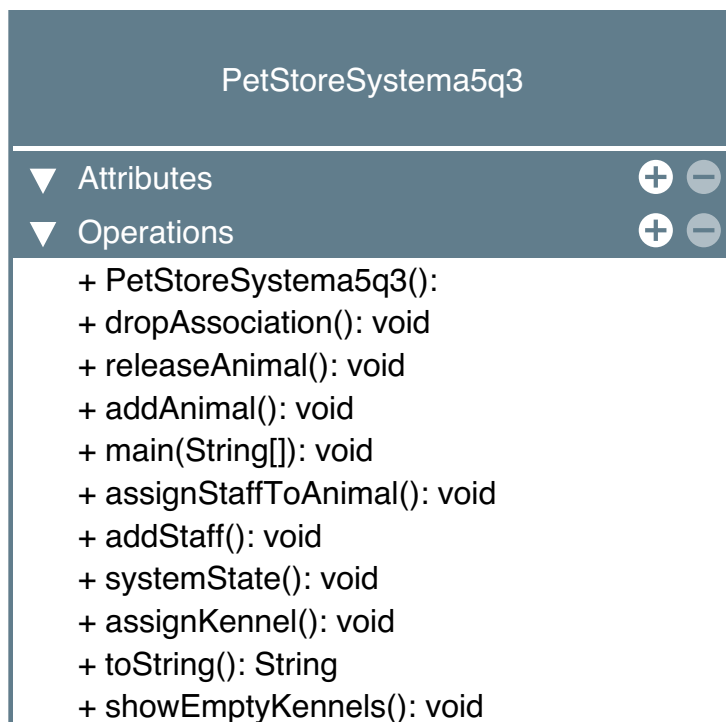 PetStoreSystema5q3
Attributes
Operations
+ PetStoreSystema5q3():
+ dropAssociation(): void
+ releaseAnimal(): void
+ addAnimal(): void
+ main(String[]): void
+ assignStaffToAnimal(): void
+ addStaff(): void
+ systemState(): void
+ assignKennel(): void
+ toString(): String
+ showEmptyKennels(): void